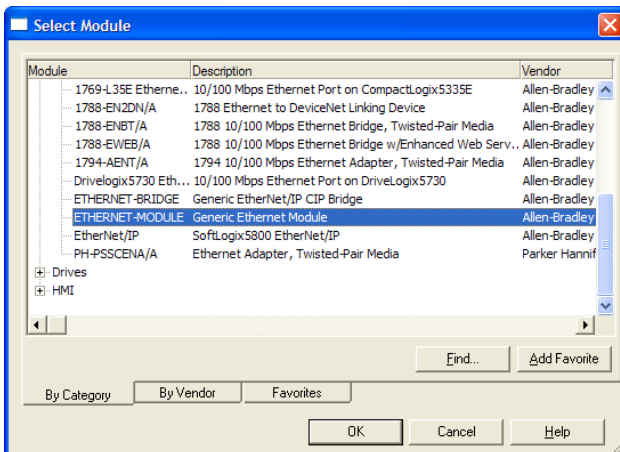 Select Module
Module Description Vendor
1769-L35E Etherne.. 10/100 Mbps Ethernet Port on CompactLogix5335E Allen-Bradley
1788-EN2DN/A 1788 Ethernet to DeviceNet Linking Device Allen-Bradley
1788-ENBT/A 1788 10/100 Mbps Ethernet Bridge, Twisted-Pair Media Allen-Bradley
1788-EWEB/A 1788 10/100 Mbps Ethernet Bridge w/Enhanced Web Serv.. Allen-Bradley
1794-AENT/A 1794 10/100 Mbps Ethernet Adapter, Twisted-Pair Media Allen-Bradley
Drivelogix5730 Eth... 10/100 Mbps Ethernet Port on DriveLogix5730 Allen-Bradley
ETHERNET-BRIDGE Generic EtherNet/IP CIP Bridge Allen-Bradley
ETHERNET-MODULE Generic Ethernet Module Allen-Bradley
EtherNet/IP SoftLogix5800 EtherNet/IP Allen-Bradley
PH-PSSCENA/A Ethernet Adapter, Twisted-Pair Media Parker Hannif
Drives
HMI
Find... Add Favorite
By Category By Vendor Favorites
OK Cancel Help